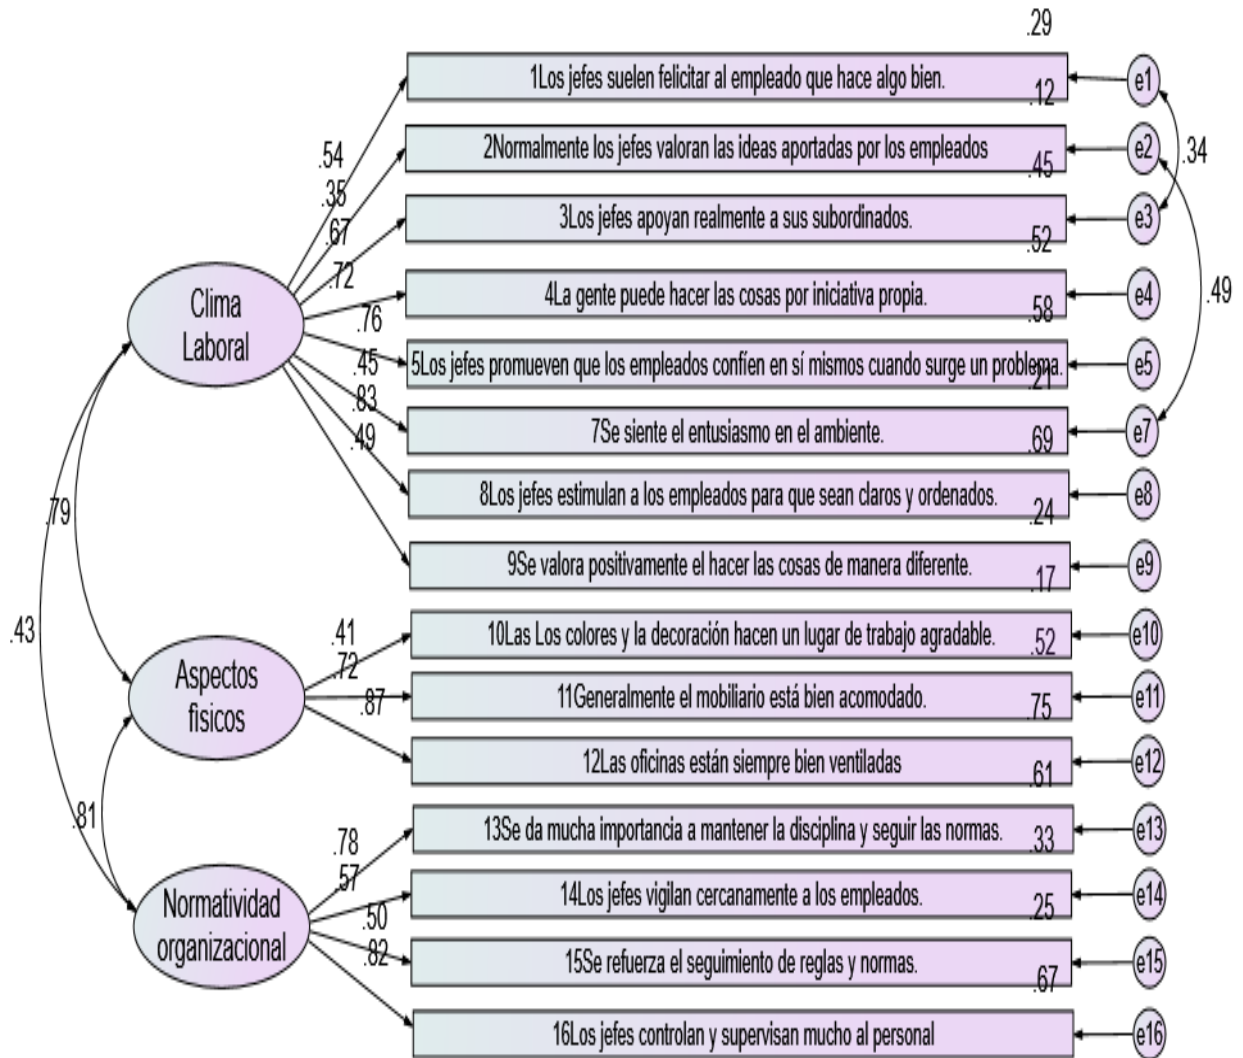 .29
1Los jefes suelen felicitar al empleado que hace algo bien.
e1
.12
2Normalmente los jefes valoran las ideas aportadas por los empleados
e2
.34
.45
3Los jefes apoyan realmente a sus subordinados.
e3
.52
4La gente puede hacer las cosas por iniciativa propia.
e4
.49
.58
5Los jefes promueven que los empleados confíen en sí mismos cuando surge un problema.
e5
.21
7Se siente el entusiasmo en el ambiente.
e7
.69
8Los jefes estimulan a los empleados para que sean claros y ordenados.
e8
.24
9Se valora positivamente el hacer las cosas de manera diferente.
e9
.17
10Las Los colores y la decoración hacen un lugar de trabajo agradable.
e10
.52
11Generalmente el mobiliario está bien acomodado.
e11
.75
12Las oficinas están siempre bien ventiladas
e12
.61
13Se da mucha importancia a mantener la disciplina y seguir las normas.
e13
.33
14Los jefes vigilan cercanamente a los empleados.
e14
.25
15Se refuerza el seguimiento de reglas y normas.
e15
.67
16Los jefes controlan y supervisan mucho al personal
e16
.54
.35
.67
.72
.76
.45
.83
.49
Clima
Laboral
.79
.43
.41
.72
.87
Aspectos
fisicos
.81
.78
.57
.50
.82
Normatividad
organizacional